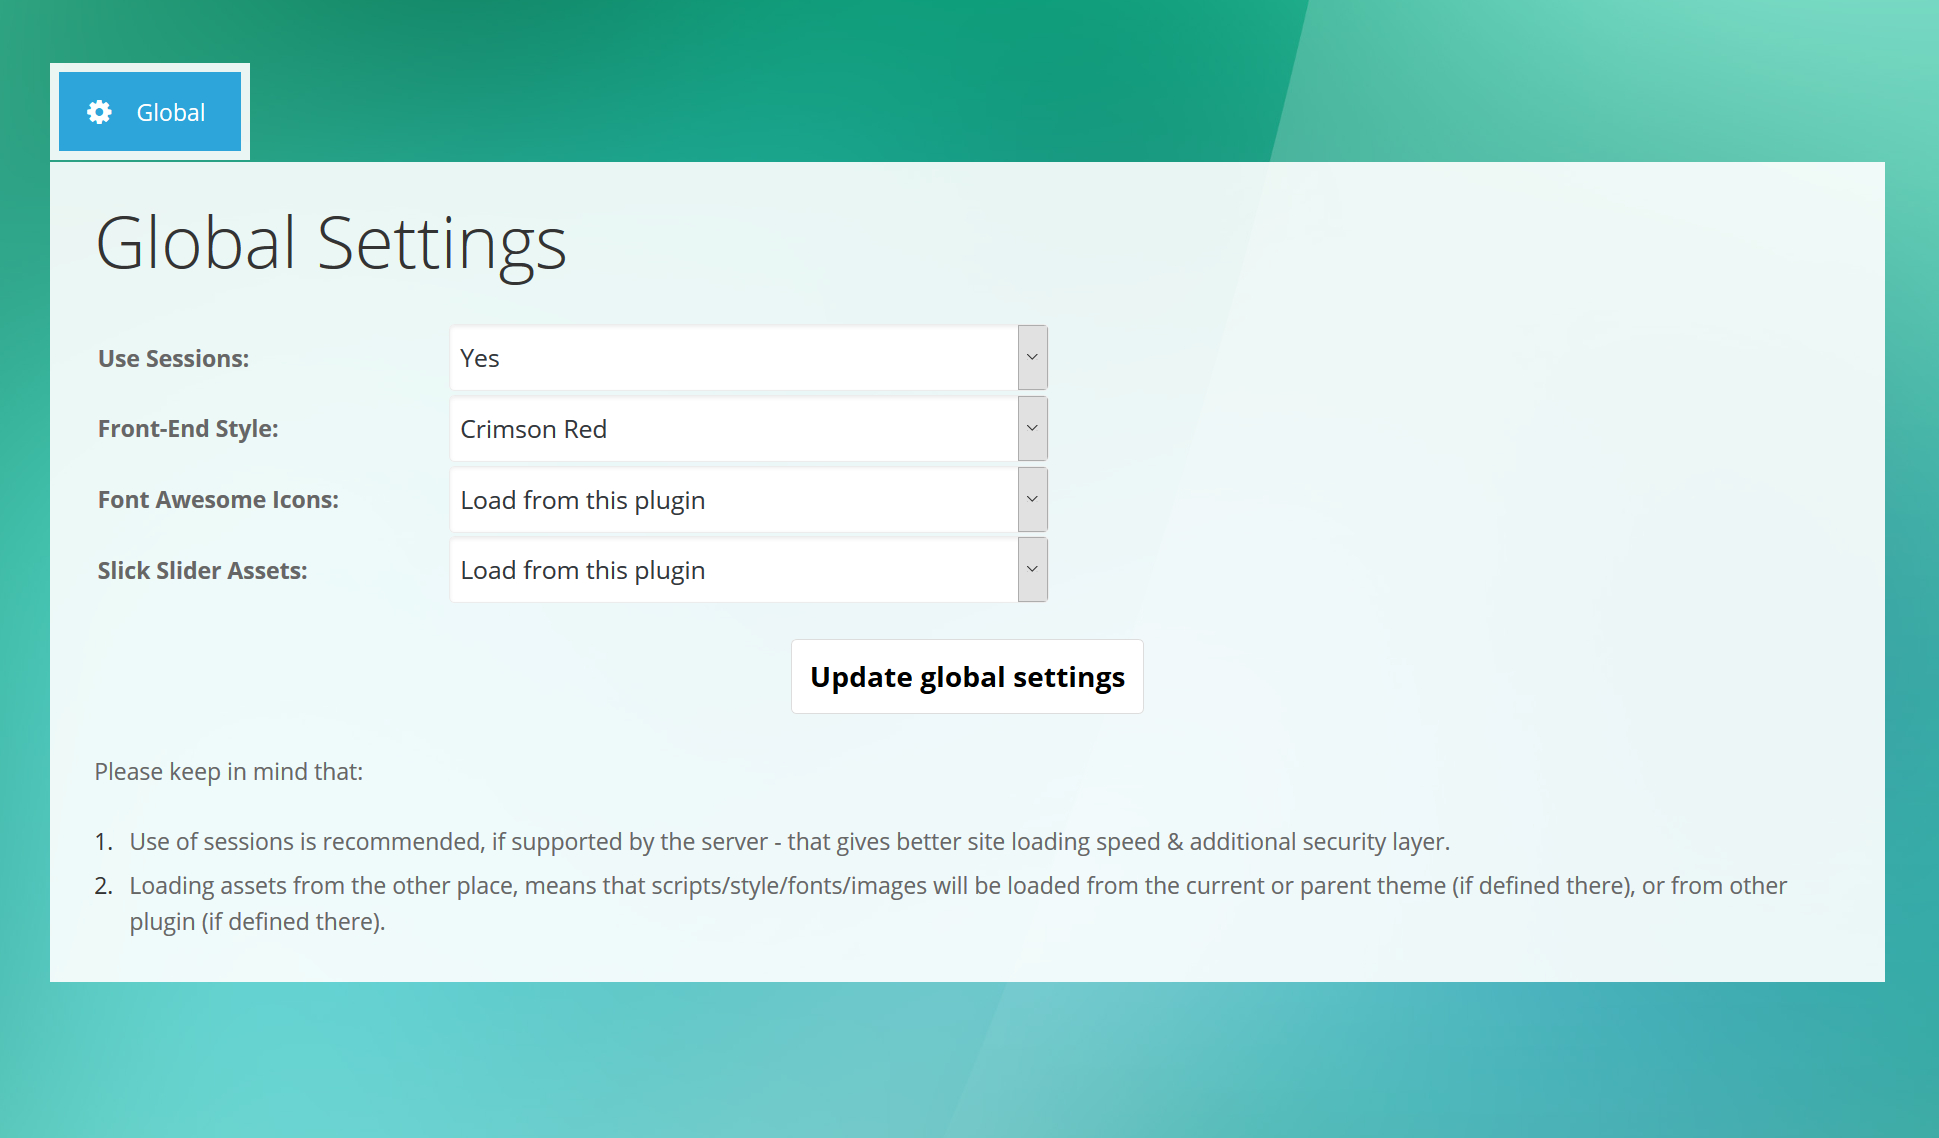 Global
Global Settings
Use Sessions:
Yes
Front-End Style:
Crimson Red
Font Awesome Icons:
Load from this plugin
Slick Slider Assets:
Load from this plugin
Update global settings
Please keep in mind that:
1. Use of sessions is recommended, if supported by the server - that gives better site loading speed & additional security layer.
2. Loading assets from the other place, means that scripts/style/fonts/images will be loaded from the current or parent theme (if defined there), or from other
plugin (if defined there).